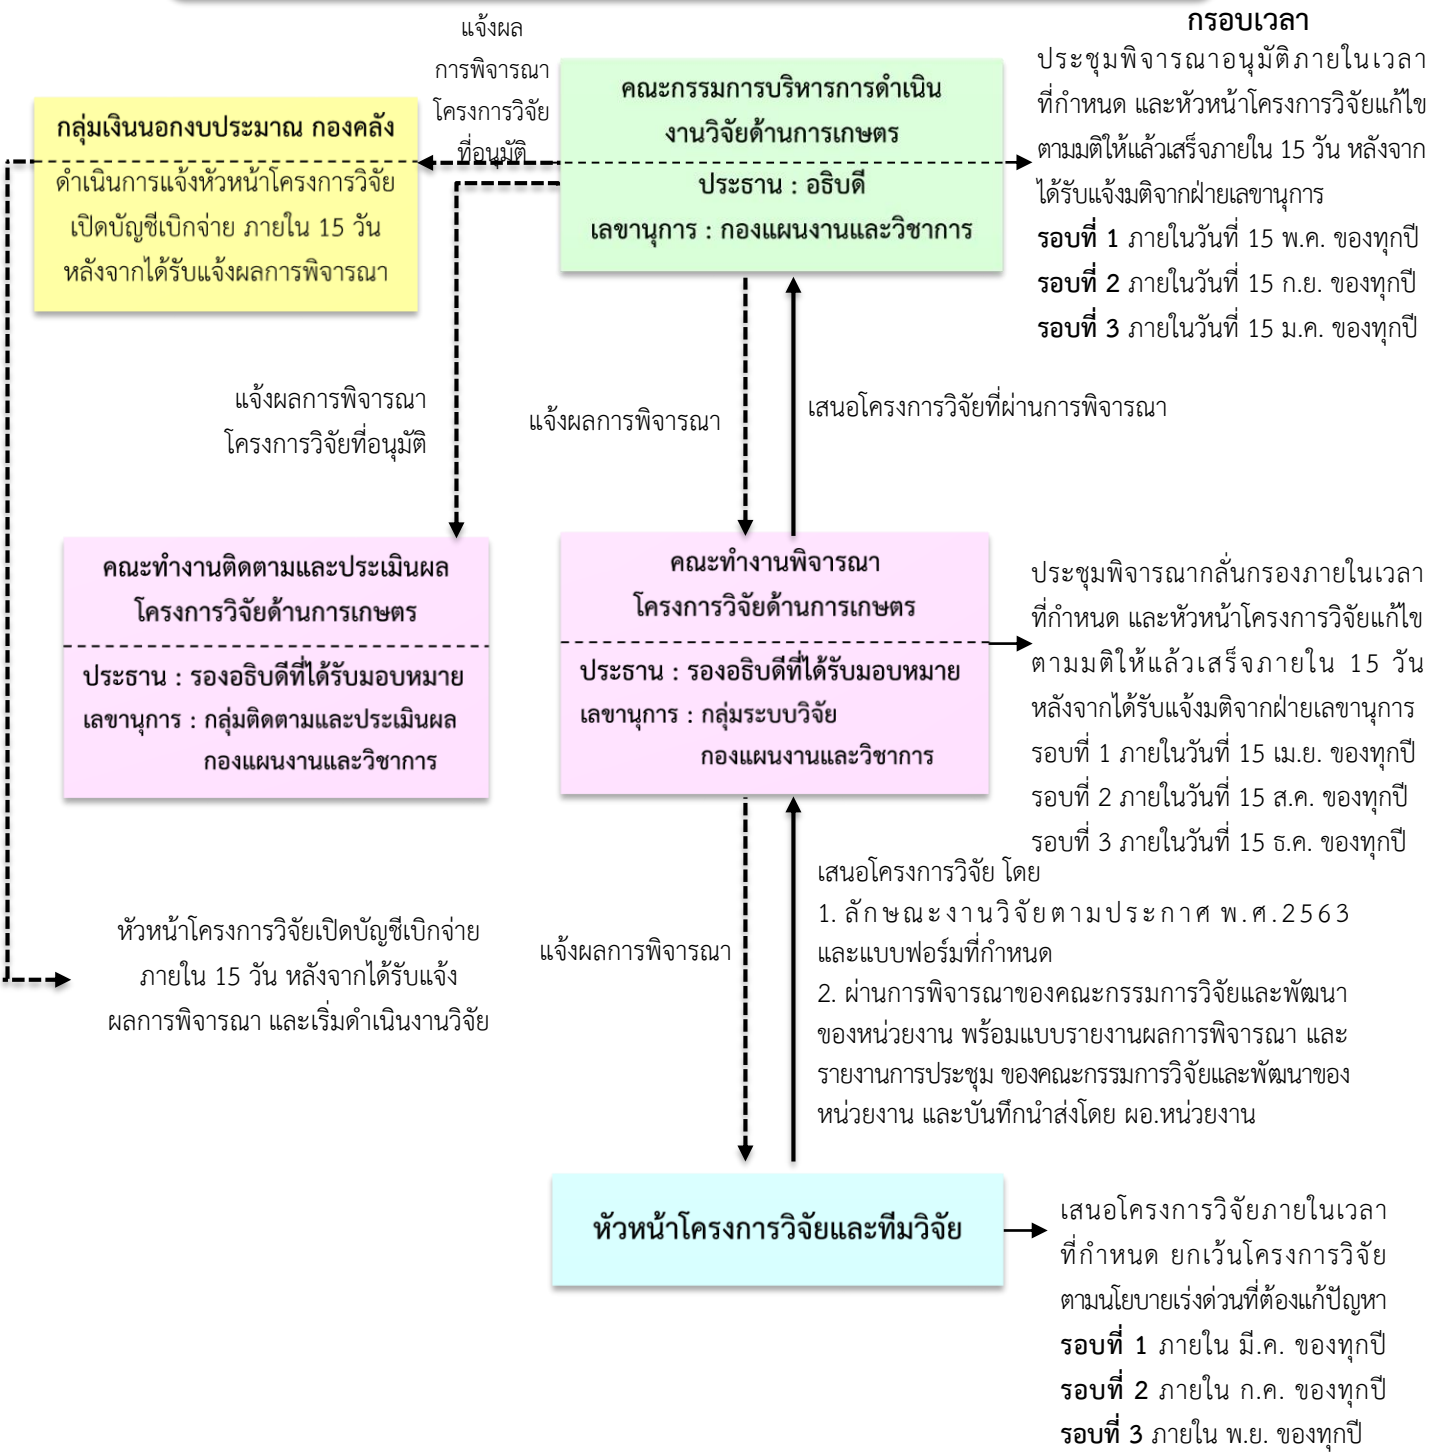 แจ้งผล
การพิจารณา
โครงการวิจัย
ที่อนุมัติ
กรอบเวลา
ประชุมพิจารณาอนุมัติภายในเวลา
ที่กำหนด และหัวหน้าโครงการวิจัยแก้ไข
ตามมติให้แล้วเสร็จภายใน 15 วัน หลังจาก
ได้รับแจ้งมติจากฝ่ายเลขานุการ
รอบที่ 1 ภายในวันที่ 15 พ.ค. ของทุกปี
รอบที่ 2 ภายในวันที่ 15 ก.ย. ของทุกปี
รอบที่ 3 ภายในวันที่ 15 ม.ค. ของทุกปี
คณะกรรมการบริหารการดำเนิน
งานวิจัยด้านการเกษตร
ประธาน : อธิบดี
เลขานุการ : กองแผนงานและวิชาการ
กลุ่มเงินนอกงบประมาณ กองคลัง
ดำเนินการแจ้งหัวหน้าโครงการวิจัย
เปิดบัญชีเบิกจ่าย ภายใน 15 วัน
หลังจากได้รับแจ้งผลการพิจารณา
แจ้งผลการพิจารณา
โครงการวิจัยที่อนุมัติ
แจ้งผลการพิจารณา
เสนอโครงการวิจัยที่ผ่านการพิจารณา
คณะทำงานติดตามและประเมินผล
โครงการวิจัยด้านการเกษตร
ประธาน : รองอธิบดีที่ได้รับมอบหมาย
เลขานุการ : กลุ่มติดตามและประเมินผล
กองแผนงานและวิชาการ
คณะทำงานพิจารณา
โครงการวิจัยด้านการเกษตร
ประธาน : รองอธิบดีที่ได้รับมอบหมาย
เลขานุการ : กลุ่มระบบวิจัย
กองแผนงานและวิชาการ
ประชุมพิจารณากลั่นกรองภายในเวลา
ที่กำหนด และหัวหน้าโครงการวิจัยแก้ไข
ตามมติให้แล้วเสร็จภายใน 15 วัน
หลังจากได้รับแจ้งมติจากฝ่ายเลขานุการ
รอบที่ 1 ภายในวันที่ 15 เม.ย. ของทุกปี
รอบที่ 2 ภายในวันที่ 15 ส.ค. ของทุกปี
รอบที่ 3 ภายในวันที่ 15 ธ.ค. ของทุกปี
หัวหน้าโครงการวิจัยเปิดบัญชีเบิกจ่าย
ภายใน 15 วัน หลังจากได้รับแจ้ง
ผลการพิจารณา และเริ่มดำเนินงานวิจัย
แจ้งผลการพิจารณา
เสนอโครงการวิจัย โดย
1. ลักษณะงานวิจัยตามประกาศ พ.ศ.2563
และแบบฟอร์มที่กำหนด
2. ผ่านการพิจารณาของคณะกรรมการวิจัยและพัฒนา
ของหน่วยงาน พร้อมแบบรายงานผลการพิจารณา และ
รายงานการประชุม ของคณะกรรมการวิจัยและพัฒนาของ
หน่วยงาน และบันทึกนำส่งโดย ผอ.หน่วยงาน
หัวหน้าโครงการวิจัยและทีมวิจัย
เสนอโครงการวิจัยภายในเวลา
ที่กำหนด ยกเว้นโครงการวิจัย
ตามนโยบายเร่งด่วนที่ต้องแก้ปัญหา
รอบที่ 1 ภายใน มี.ค. ของทุกปี
รอบที่ 2 ภายใน ก.ค. ของทุกปี
รอบที่ 3 ภายใน พ.ย. ของทุกปี